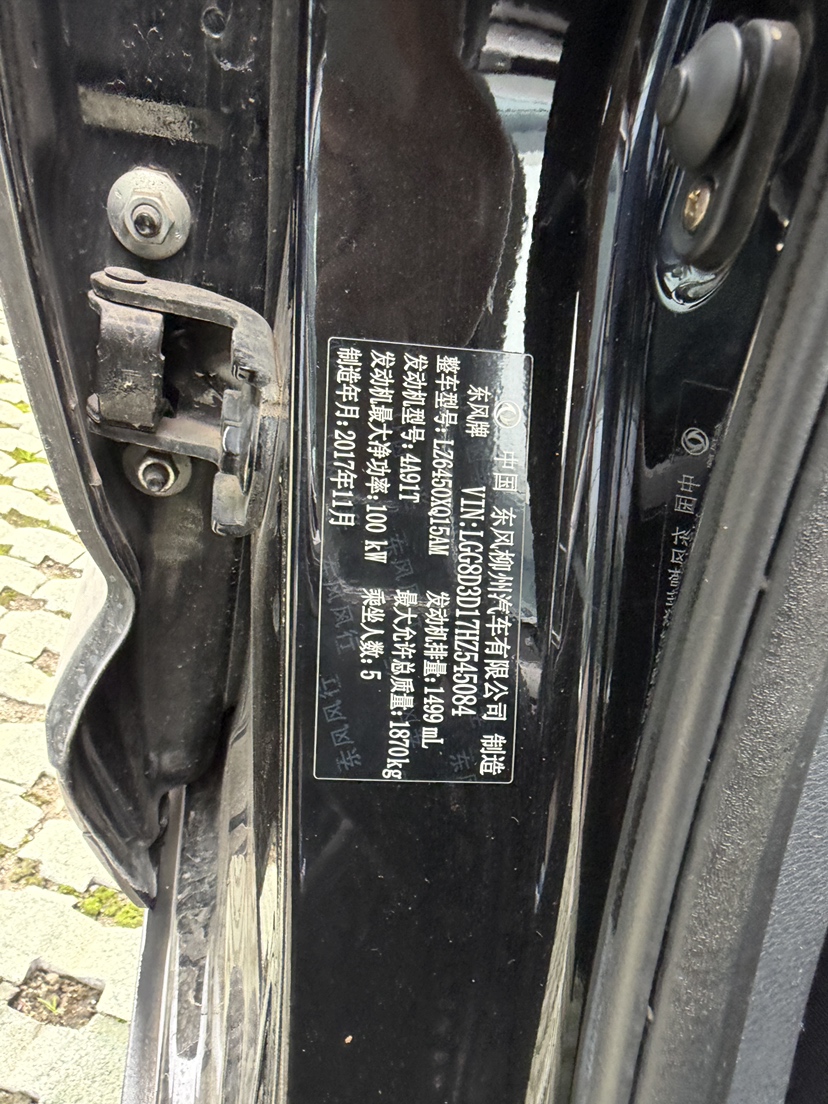 中国 东风柳州汽车有限公司 制造
东风牌 VIN:LGG8D3D17HZ545084
整车型号:LZ6450XQ15AM 发动机排量:1499 mL
发动机型号:4A91T 最大允许总质量:1870kg
发动机最大净功率:100 kW 乘坐人数:5
制造年月:2017年11月